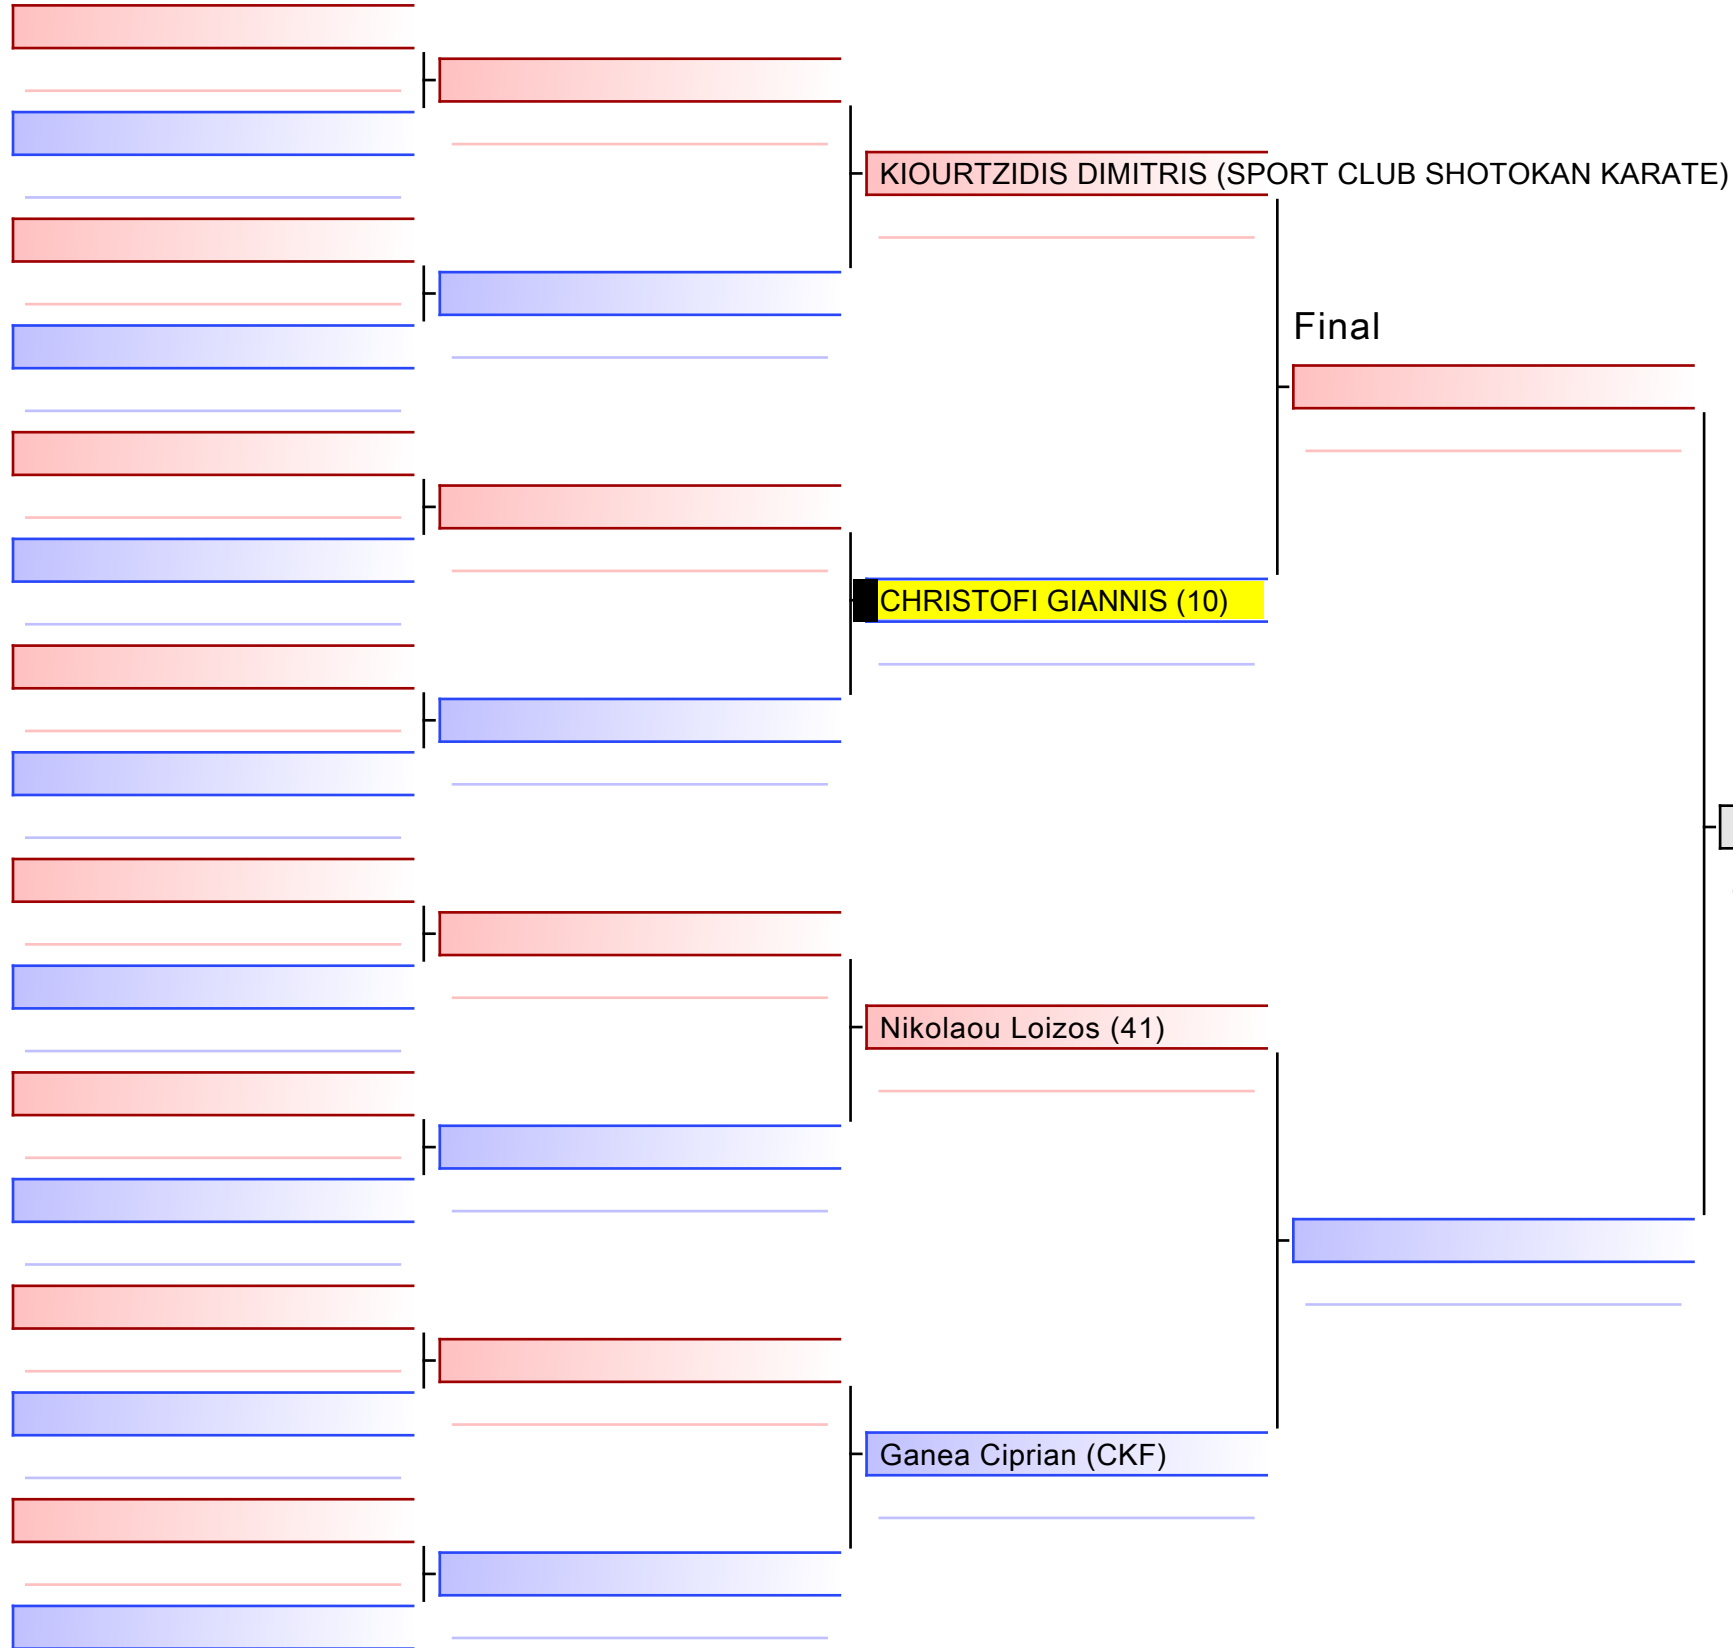 KIOURTZIDIS DIMITRIS (SPORT CLUB SHOTOKAN KARATE)
Final
CHRISTOFI GIANNIS (10)
Nikolaou Loizos (41)
Ganea Ciprian (CKF)